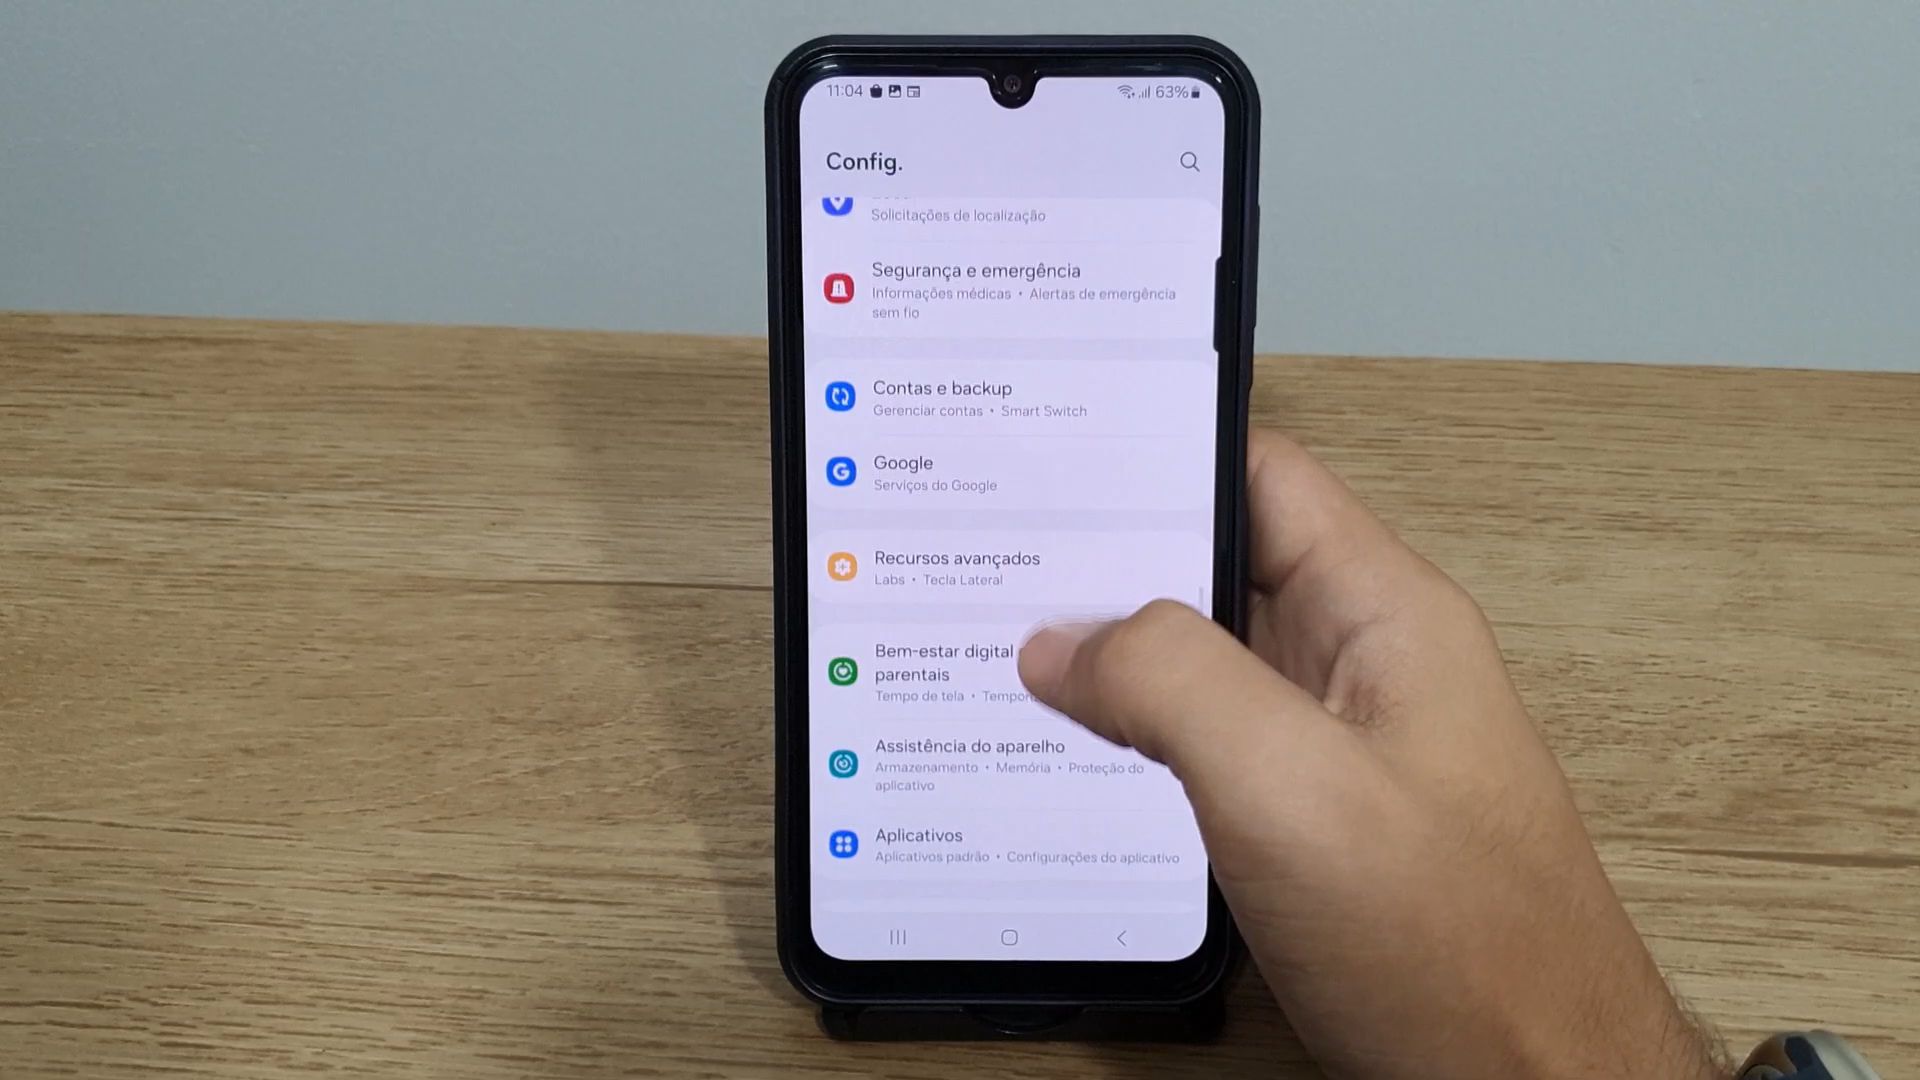 11:04
63%
Config.
Solicitações de localização
Segurança e emergência
Informações médicas • Alertas de emergência
sem fio
Contas e backup
Gerenciar contas • Smart Switch
Google
Serviços do Google
Recursos avançados
Labs • Tecla Lateral
Bem-estar digital
parentais
Tempo de tela •
Assistência do aparelho
Armazenamento • Memória • Proteção do
aplicativo
Aplicativos
Aplicativos padrão • Configurações do aplicativo